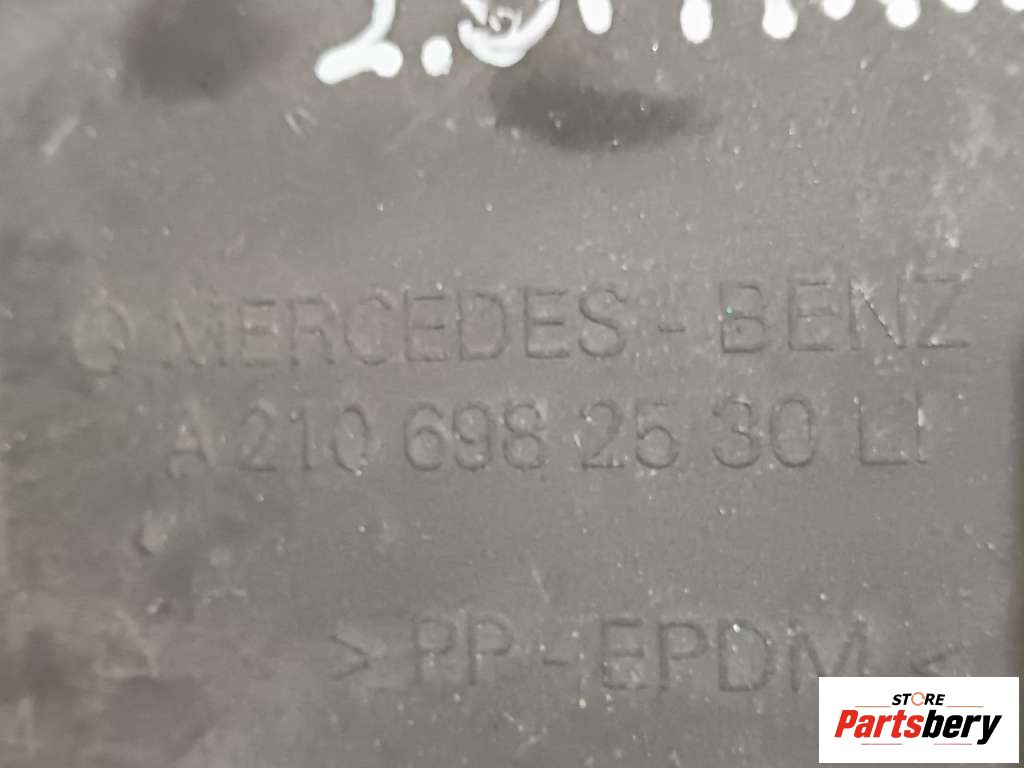 MERCEDES-BENZ
A 210 698 25 30 LI
> PP-EPDM <
STORE
Partsbery